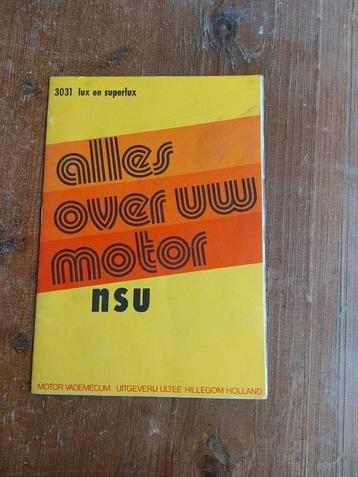 3031 lux en superlux
alles
over uw
motor
nsu
MOTOR VADEMECUM UITGEVERIJ ULTEE HILLEGOM HOLLAND